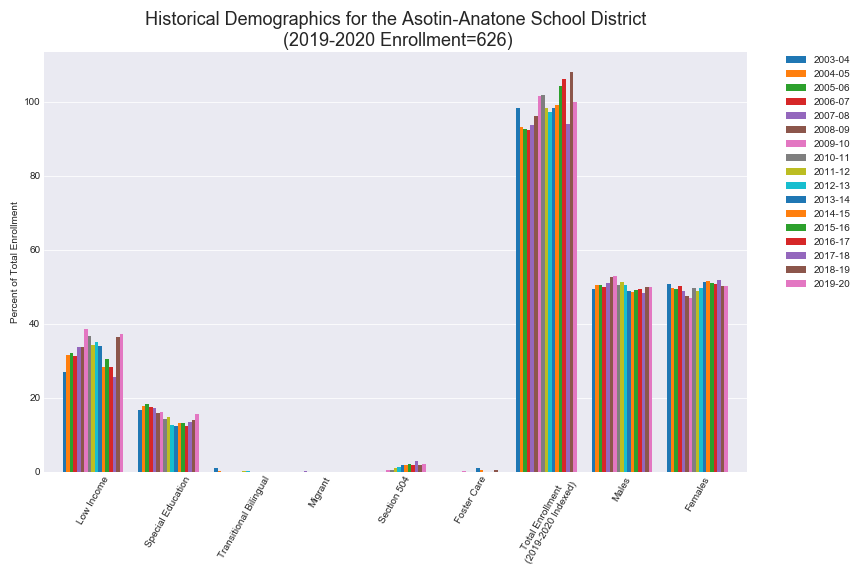 Historical Demographics for the Asotin-Anatone School District
(2019-2020 Enrollment=626)
Percent of Total Enrollment
100
80
60
40
20
0
Low Income
Special Education
Transitional Bilingual
Migrant
Section 504
Foster Care
Total Enrollment
(2019-2020 Indexed)
Males
Females
2003-04
2004-05
2005-06
2006-07
2007-08
2008-09
2009-10
2010-11
2011-12
2012-13
2013-14
2014-15
2015-16
2016-17
2017-18
2018-19
2019-20